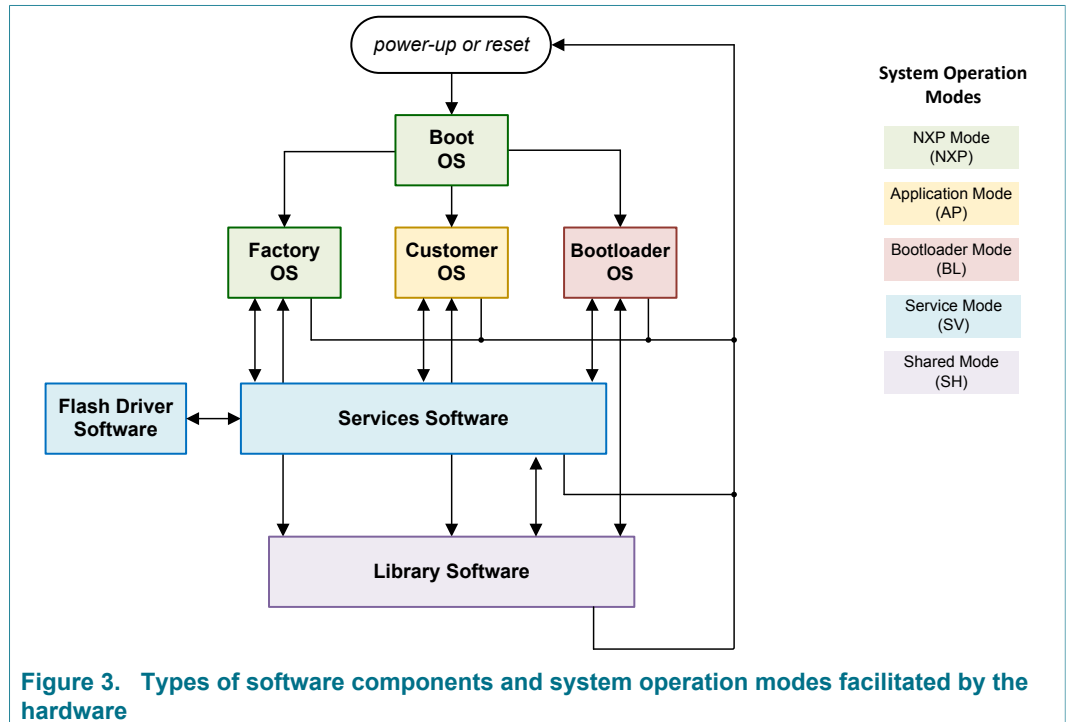 power-up or reset
System Operation
Modes
Boot
OS
NXP Mode
(NXP)
Application Mode
(AP)
Factory
OS
Customer
OS
Bootloader
OS
Bootloader Mode
(BL)
Service Mode
(SV)
Shared Mode
(SH)
Flash Driver
Software
Services Software
Library Software
Figure 3. Types of software components and system operation modes facilitated by the
hardware